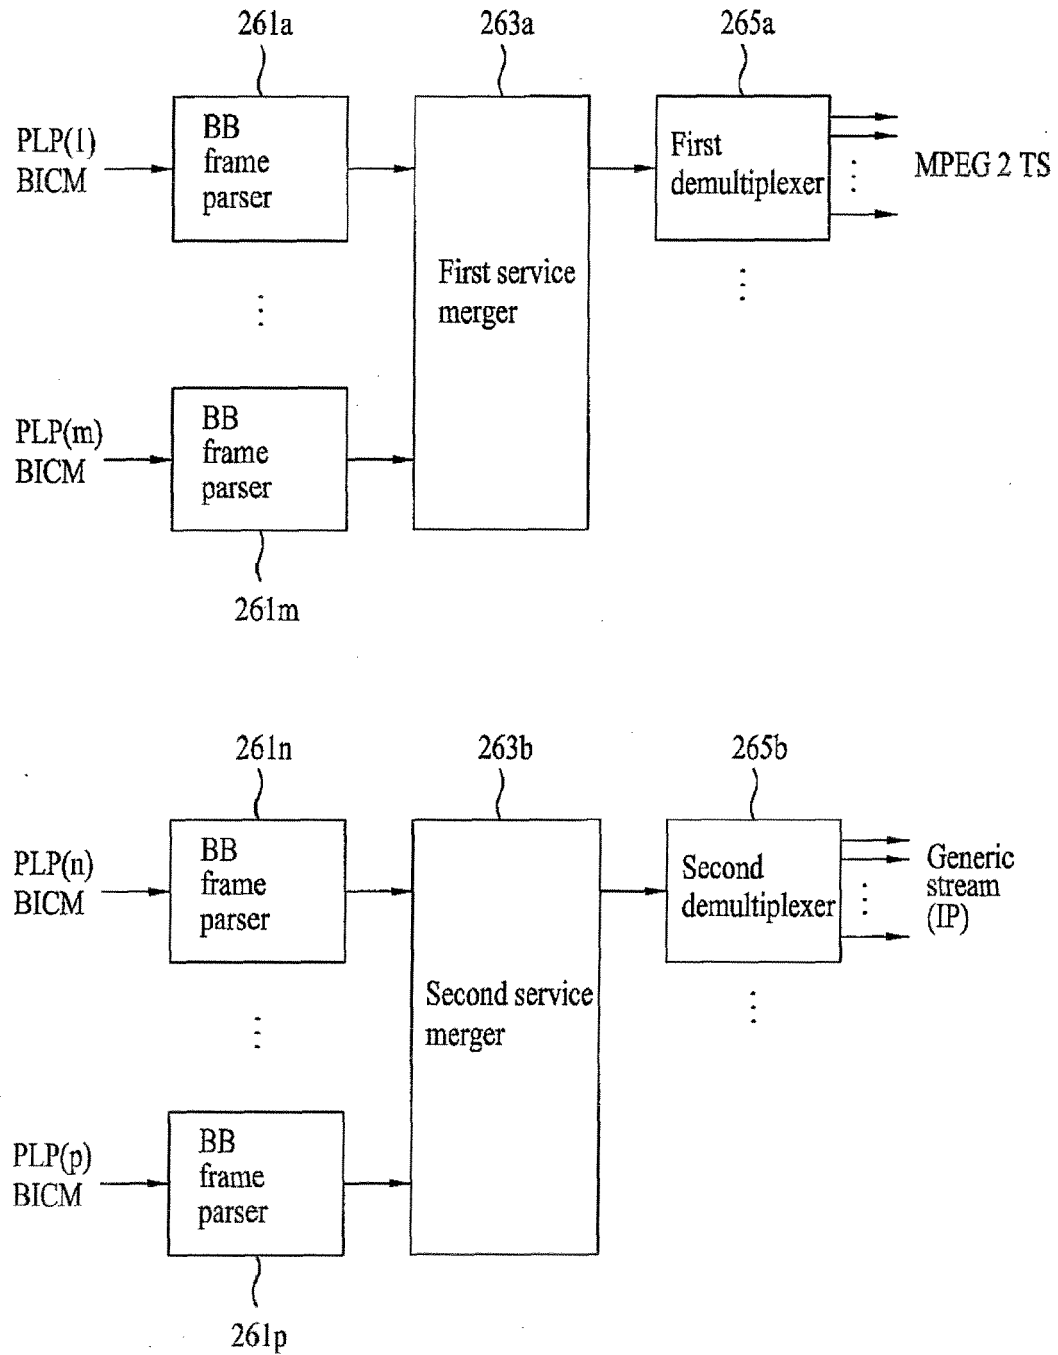 261a
263a
265a
PLP(1)
BICM
BB
frame
parser
First
demultiplexer
MPEG 2 TS
First service
merger
PLP(m)
BICM
BB
frame
parser
261m
261n
263b
265b
PLP(n)
BICM
BB
frame
parser
Second
demultiplexer
Generic
stream
(IP)
Second service
merger
PLP(p)
BICM
BB
frame
parser
261p